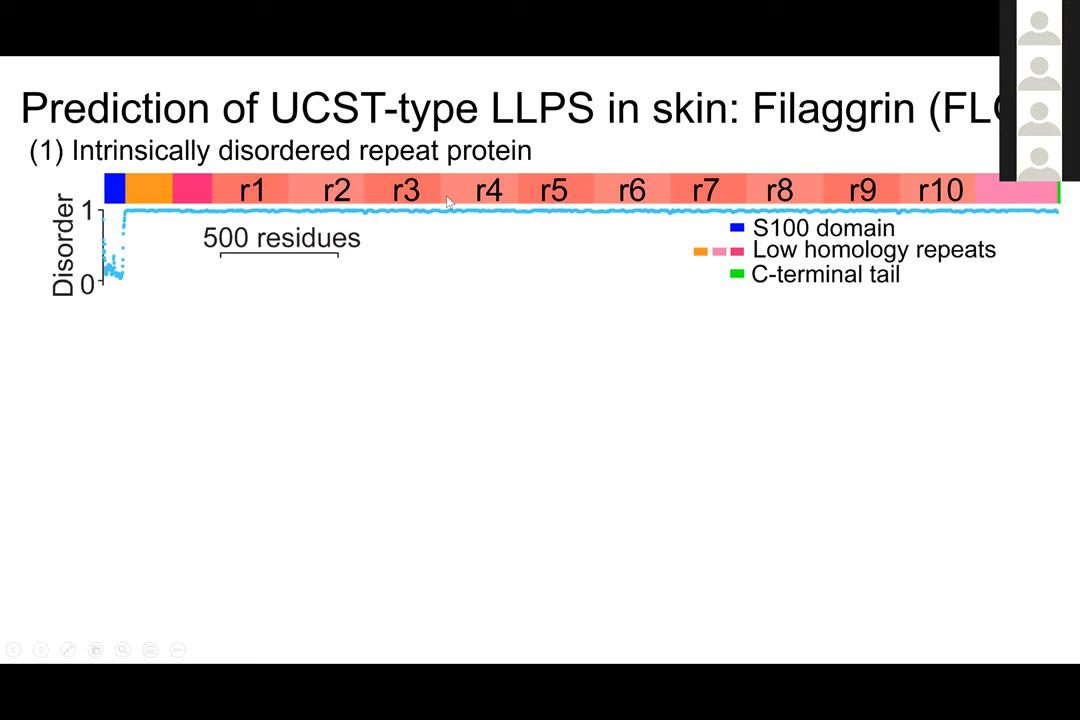 Prediction of UCST-type LLPS in skin: Filaggrin (FLG
(1) Intrinsically disordered repeat protein
r1 r2 r3 r4 r5 r6 r7 r8 r9 r10
Disorder
1
0
500 residues
S100 domain
Low homology repeats
C-terminal tail